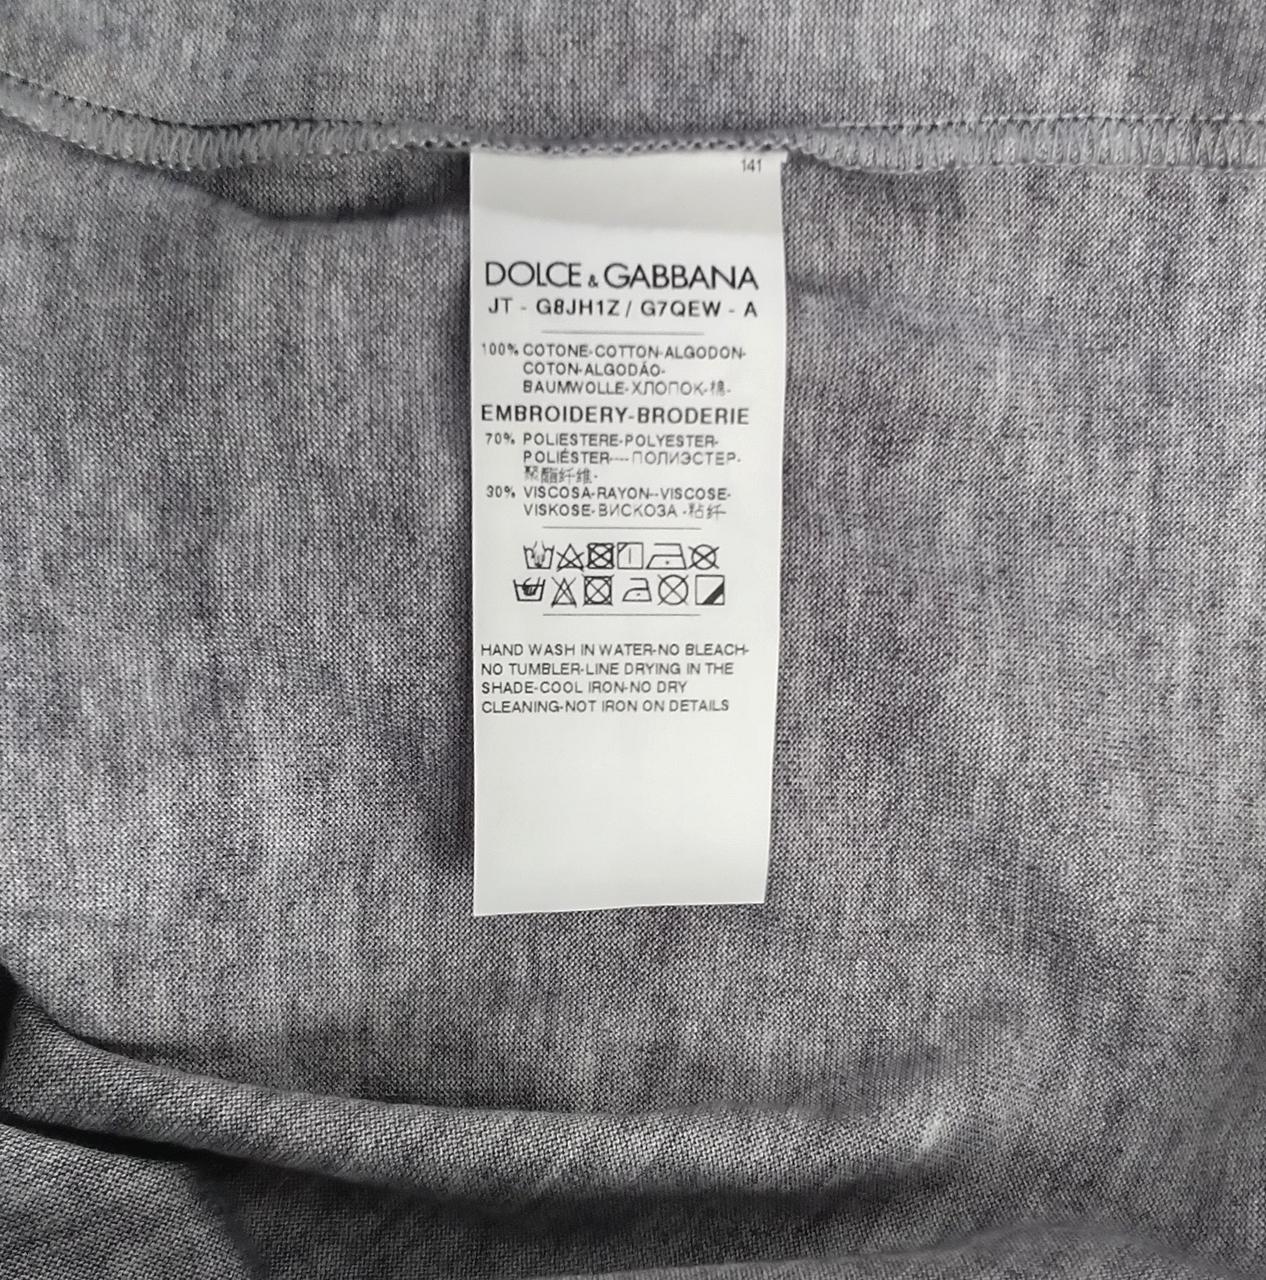 141
DOLCE & GABBANA
JT - G8JH1Z / G7QEW - A
100% COTONE-COTTON-ALGODON-
COTON-ALGODÃO-
BAUMWOLLE-ХЛОПОК-棉-
EMBROIDERY-BRODERIE
70% POLIESTERE-POLYESTER-
POLIÉSTER----ПОЛИЭСТЕР-
聚酯纤维-
30% VISCOSA-RAYON--VISCOSE-
VISKOSE-ВИСКОЗА -粘纤
HAND WASH IN WATER-NO BLEACH-
NO TUMBLER-LINE DRYING IN THE
SHADE-COOL IRON-NO DRY
CLEANING-NOT IRON ON DETAILS